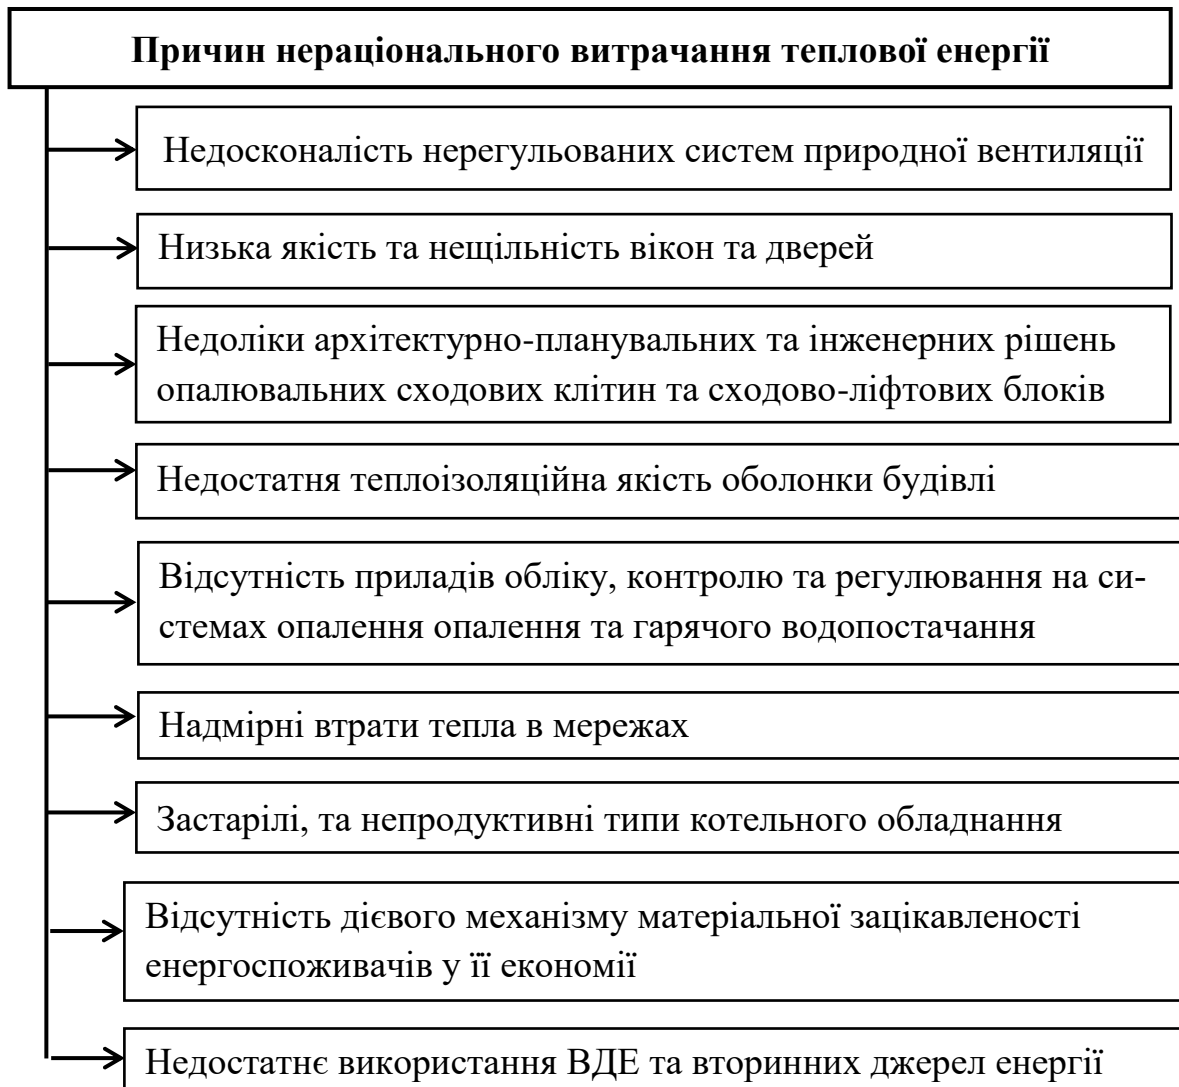 Причин нераціонального витрачання теплової енергії
Недосконалість нерегульованих систем природної вентиляції
Низька якість та нещільність вікон та дверей
Недоліки архітектурно-планувальних та інженерних рішень
опалювальних сходових клітин та сходово-ліфтових блоків
Недостатня теплоізоляційна якість оболонки будівлі
Відсутність приладів обліку, контролю та регулювання на си-
стемах опалення опалення та гарячого водопостачання
Надмірні втрати тепла в мережах
Застарілі, та непродуктивні типи котельного обладнання
Відсутність дієвого механізму матеріальної зацікавленості
енергоспоживачів у її економії
Недостатнє використання ВДЕ та вторинних джерел енергії